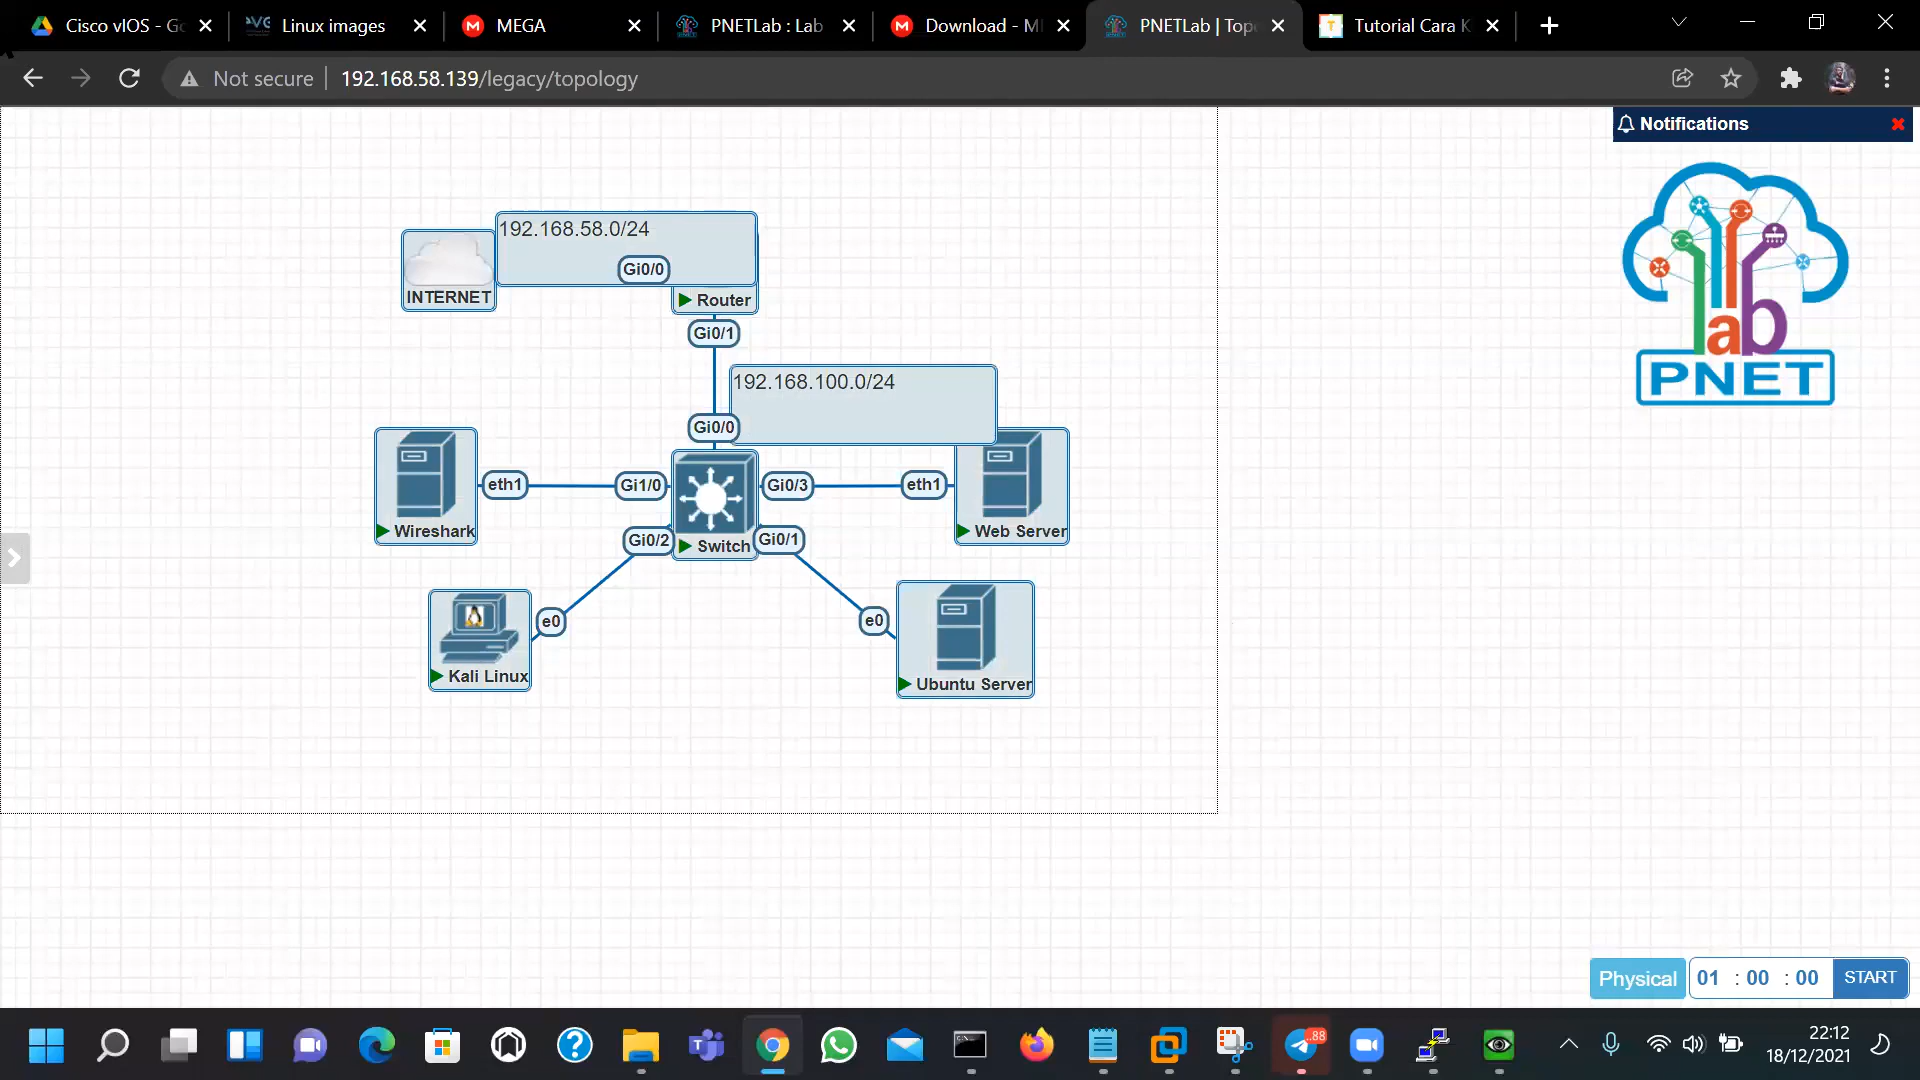 Cisco vIOS - Go
Linux images
MEGA
PNETLab : Lab
Download - M
PNETLab | Topo
Tutorial Cara K
Not secure
192.168.58.139/legacy/topology
Notifications
lab
PNET
192.168.58.0/24
Gi0/0
INTERNET
Router
Gi0/1
192.168.100.0/24
Gi0/0
eth1
Gi1/0
Gi0/3
eth1
Wireshark
Web Server
Gi0/2
Switch
Gi0/1
e0
e0
Kali Linux
Ubuntu Server
Physical
01 : 00 : 00
START
..88
22:12
18/12/2021